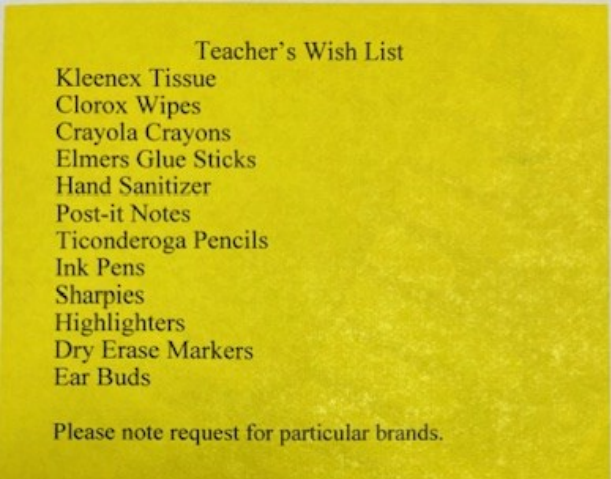 Teacher's Wish List
Kleenex Tissue
Clorox Wipes
Crayola Crayons
Elmers Glue Sticks
Hand Sanitizer
Post-it Notes
Ticonderoga Pencils
Ink Pens
Sharpies
Highlighters
Dry Erase Markers
Ear Buds
Please note request for particular brands.